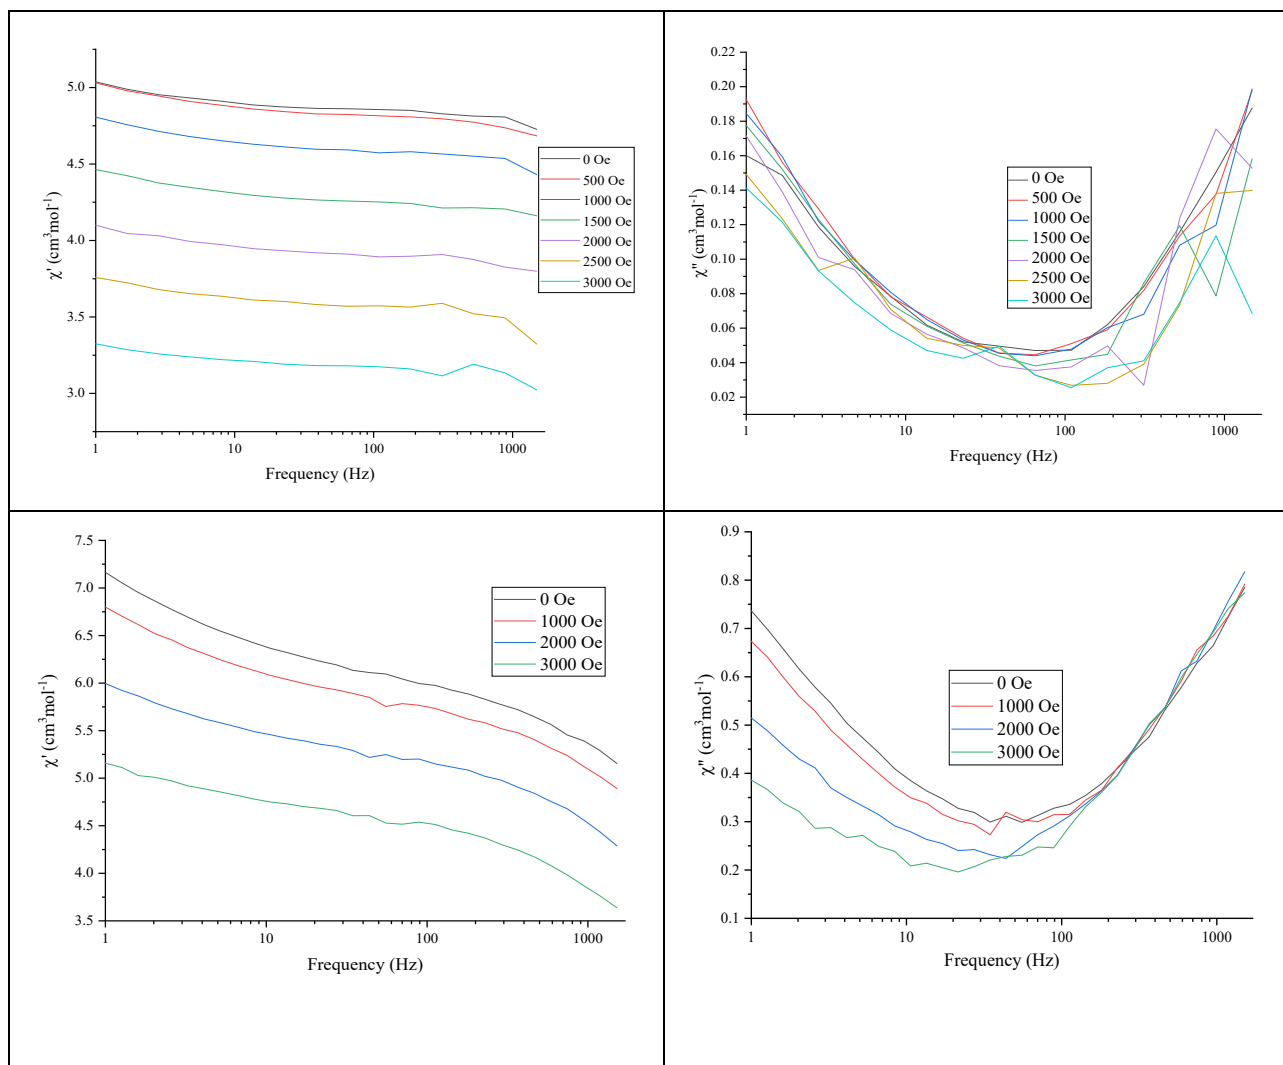 5.0
4.5
4.0
3.5
3.0
1
10
100
1000
χ' (cm³mol⁻¹)
Frequency (Hz)
0 Oe
500 Oe
1000 Oe
1500 Oe
2000 Oe
2500 Oe
3000 Oe
0.22
0.20
0.18
0.16
0.14
0.12
0.10
0.08
0.06
0.04
0.02
1
10
100
1000
χ'' (cm³mol⁻¹)
Frequency (Hz)
0 Oe
500 Oe
1000 Oe
1500 Oe
2000 Oe
2500 Oe
3000 Oe
7.5
7.0
6.5
6.0
5.5
5.0
4.5
4.0
3.5
1
10
100
1000
χ' (cm³mol⁻¹)
Frequency (Hz)
0 Oe
1000 Oe
2000 Oe
3000 Oe
0.9
0.8
0.7
0.6
0.5
0.4
0.3
0.2
0.1
1
10
100
1000
χ'' (cm³mol⁻¹)
Frequency (Hz)
0 Oe
1000 Oe
2000 Oe
3000 Oe